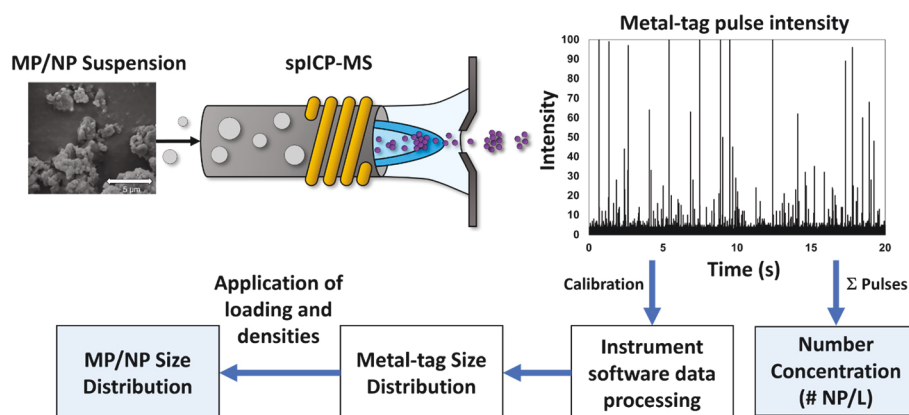 Metal-tag pulse intensity
MP/NP Suspension
spICP-MS
5 µm
Intensity
100
90
80
70
60
50
40
30
20
10
0
0
5
10
15
20
Time (s)
Calibration
Σ Pulses
Application of
loading and
densities
MP/NP Size
Distribution
Metal-tag Size
Distribution
Instrument
software data
processing
Number
Concentration
(# NP/L)